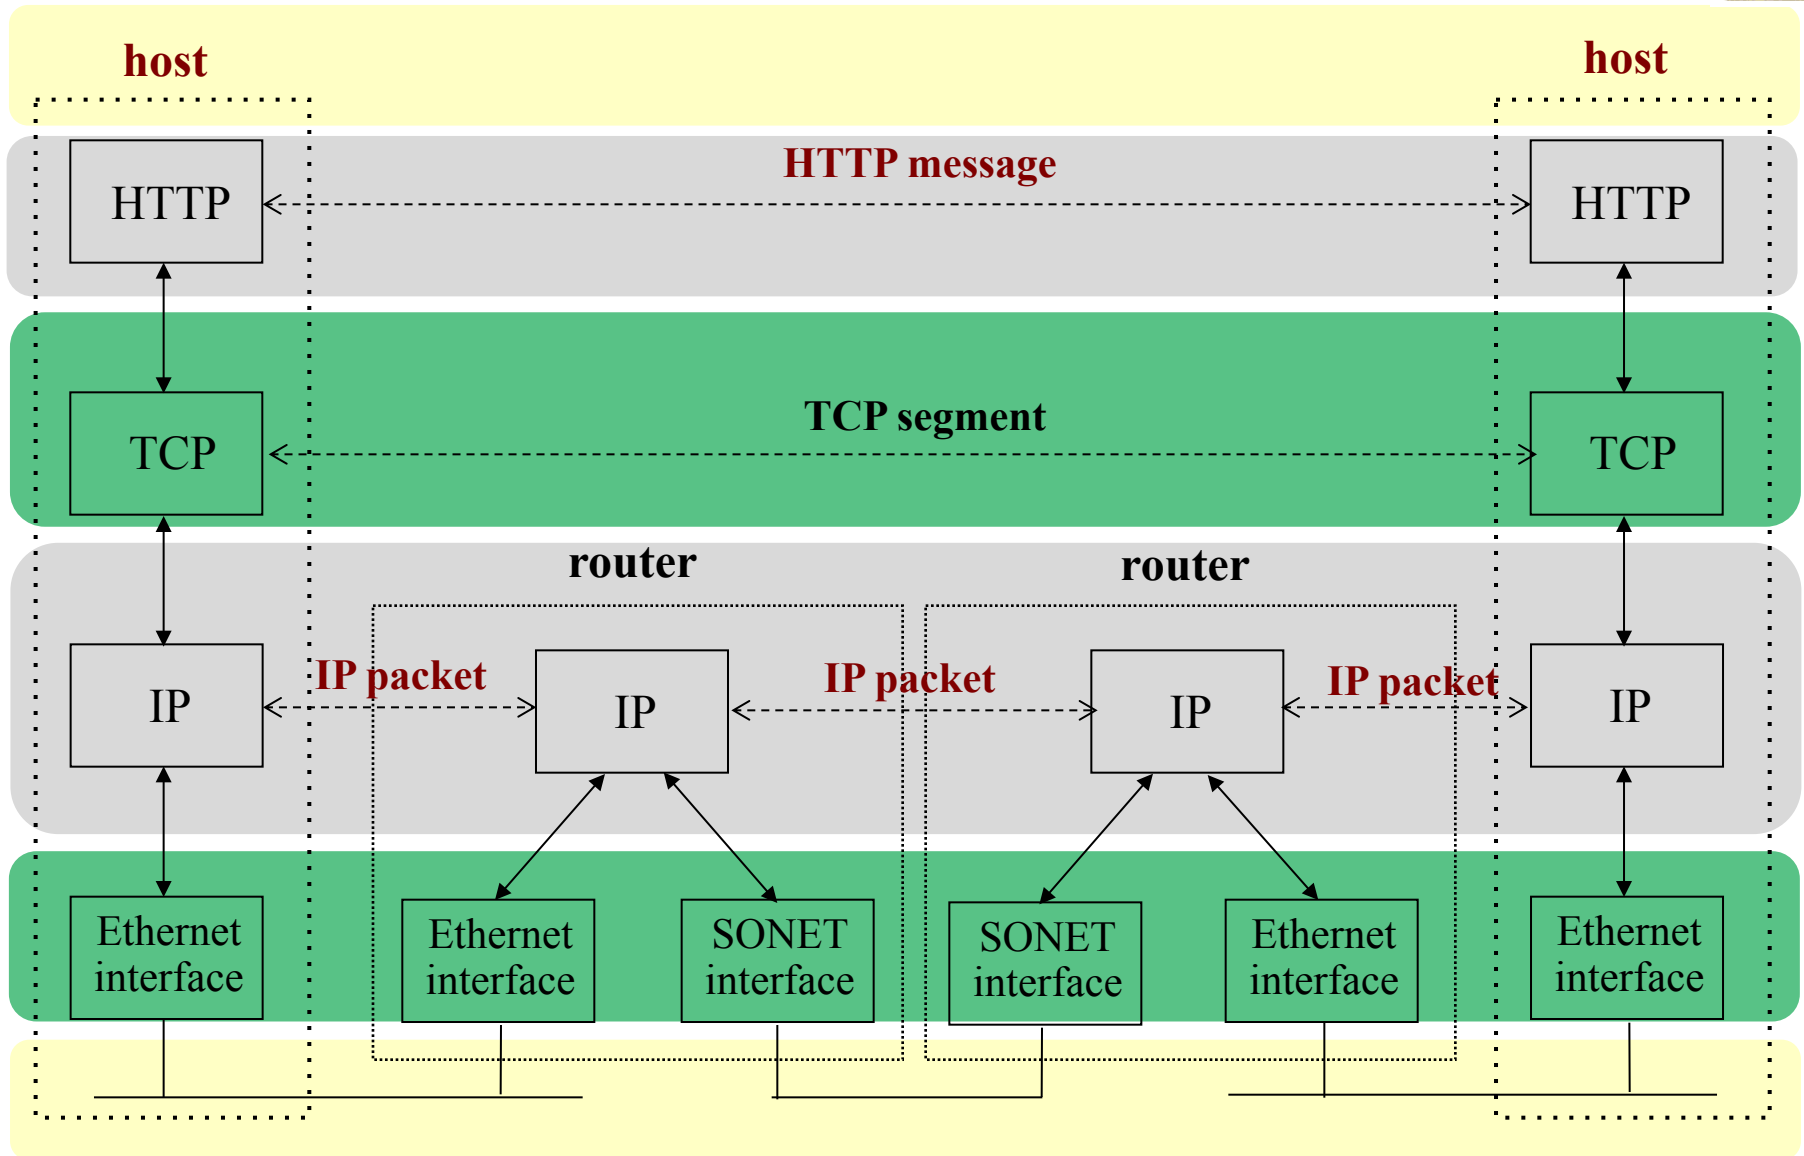 host
host
HTTP message
HTTP
HTTP
TCP segment
TCP
TCP
router
router
IP packet
IP packet
IP packet
IP
IP
IP
IP
Ethernet
interface
Ethernet
interface
SONET
interface
SONET
interface
Ethernet
interface
Ethernet
interface